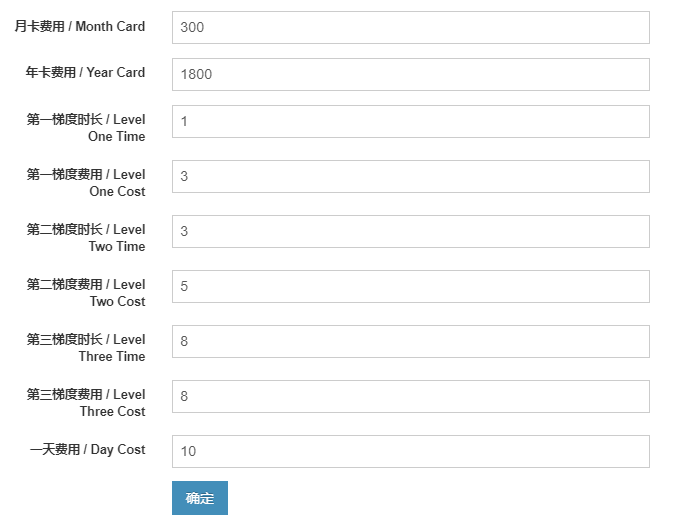 月卡费用 / Month Card
300
年卡费用 / Year Card
1800
第一梯度时长 / Level
One Time
1
第一梯度费用 / Level
One Cost
3
第二梯度时长 / Level
Two Time
3
第二梯度费用 / Level
Two Cost
5
第三梯度时长 / Level
Three Time
8
第三梯度费用 / Level
Three Cost
8
一天费用 / Day Cost
10
确定